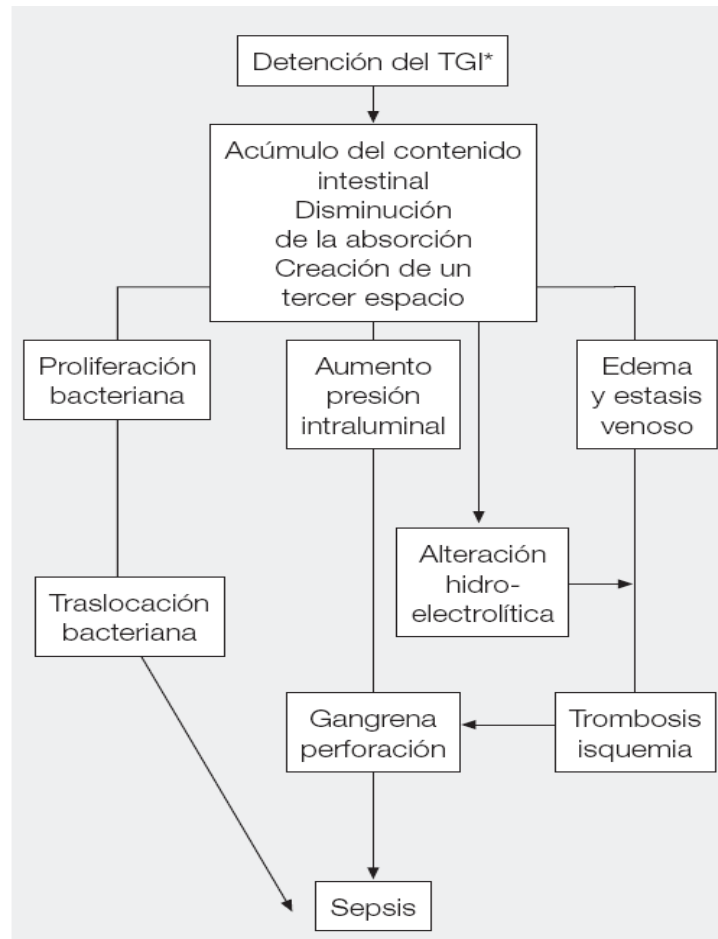 Detención del TGI*
Acúmulo del contenido
intestinal
Disminución
de la absorción
Creación de un
tercer espacio
Proliferación
bacteriana
Aumento
presión
intraluminal
Edema
y estasis
venoso
Alteración
hidro-
electrolítica
Traslocación
bacteriana
Gangrena
perforación
Trombosis
isquemia
Sepsis